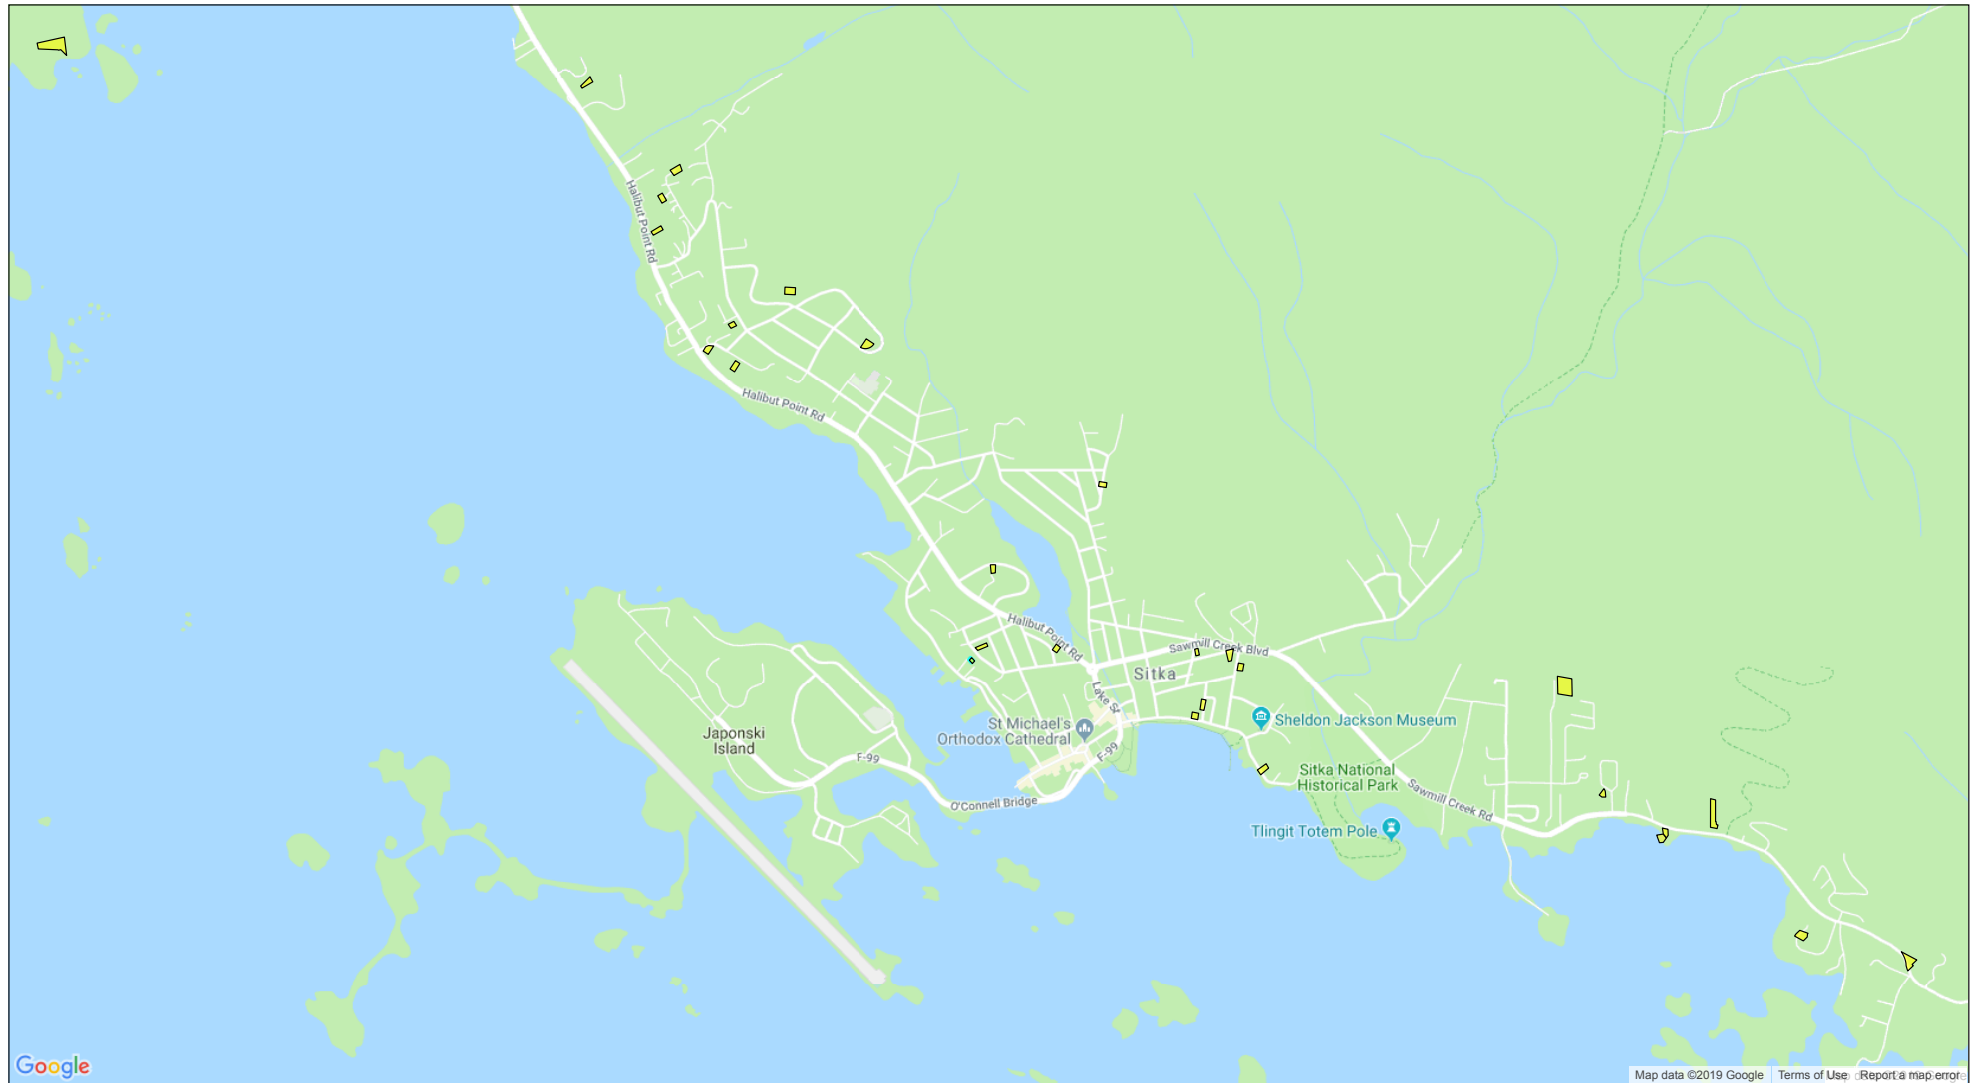 Halibut Point Rd
Halibut Point Rd
Halibut Point Rd
Sawmill Creek Blvd
Sitka
Lake St
St Michael's
Orthodox Cathedral
Sheldon Jackson Museum
Japonski
Island
F-99
F-99
O'Connell Bridge
Sitka National
Historical Park
Sawmill Creek Rd
Tlingit Totem Pole
Google
Map data ©2019 Google
Terms of Use
Report a map error